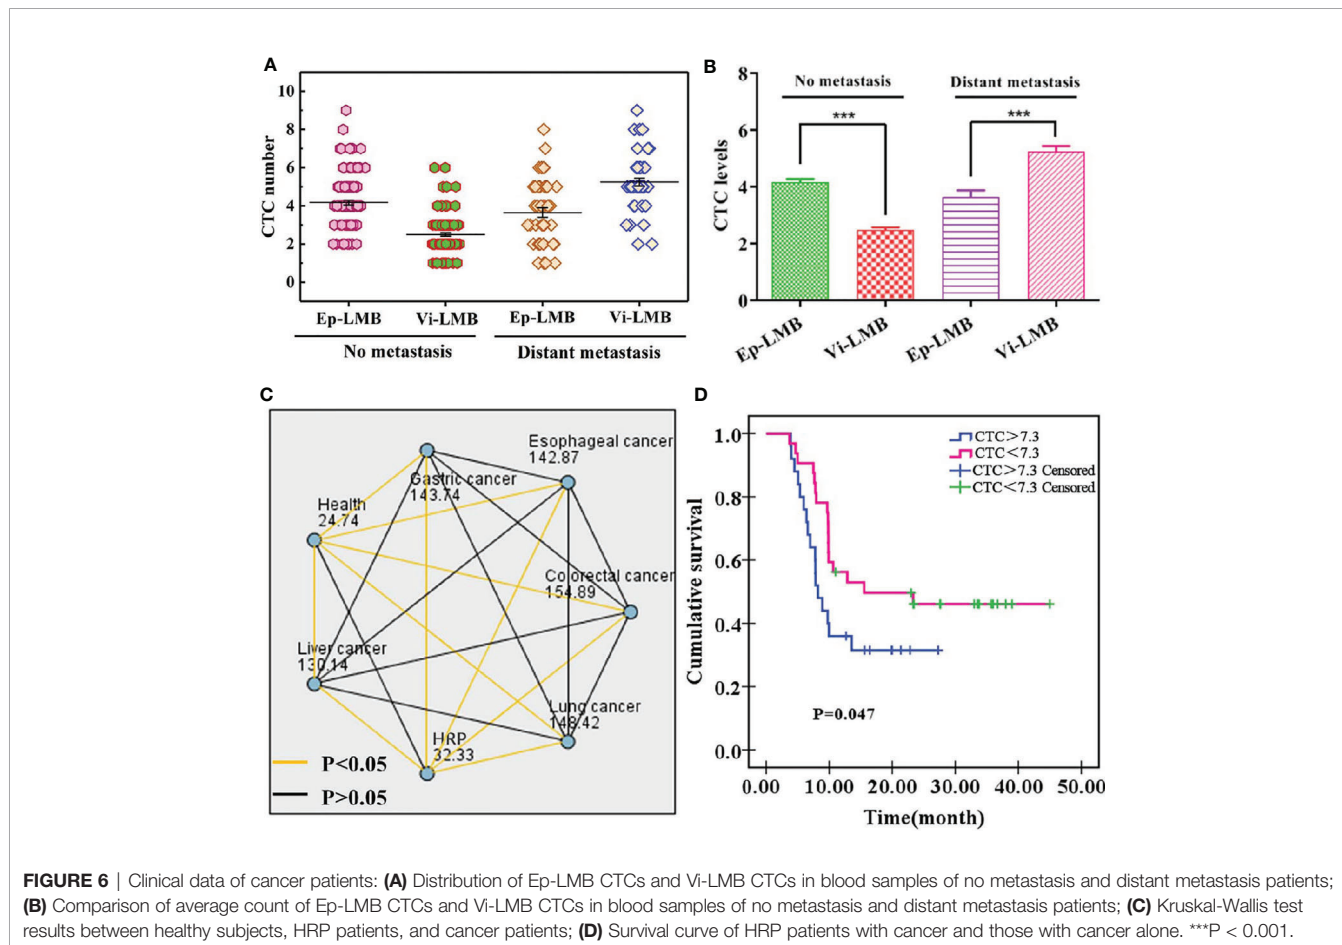 A
CTC number
10
8
6
4
2
0
Ep-LMB
Vi-LMB
Ep-LMB
Vi-LMB
No metastasis
Distant metastasis
B
CTC levels
8
6
4
2
0
No metastasis
Distant metastasis
***
***
Ep-LMB
Vi-LMB
Ep-LMB
Vi-LMB
C
Esophageal cancer
142.87
Gastric cancer
143.74
Health
24.74
Colorectal cancer
154.89
Liver cancer
130.14
Lung cancer
148.42
HRP
32.33
P<0.05
P>0.05
D
Cumulative survival
1.0
0.8
0.6
0.4
0.2
0.0
CTC>7.3
CTC<7.3
CTC>7.3 Censored
CTC<7.3 Censored
P=0.047
0.00 10.00 20.00 30.00 40.00 50.00
Time(month)
FIGURE 6 | Clinical data of cancer patients: (A) Distribution of Ep-LMB CTCs and Vi-LMB CTCs in blood samples of no metastasis and distant metastasis patients;
(B) Comparison of average count of Ep-LMB CTCs and Vi-LMB CTCs in blood samples of no metastasis and distant metastasis patients; (C) Kruskal-Wallis test
results between healthy subjects, HRP patients, and cancer patients; (D) Survival curve of HRP patients with cancer and those with cancer alone. ***P < 0.001.